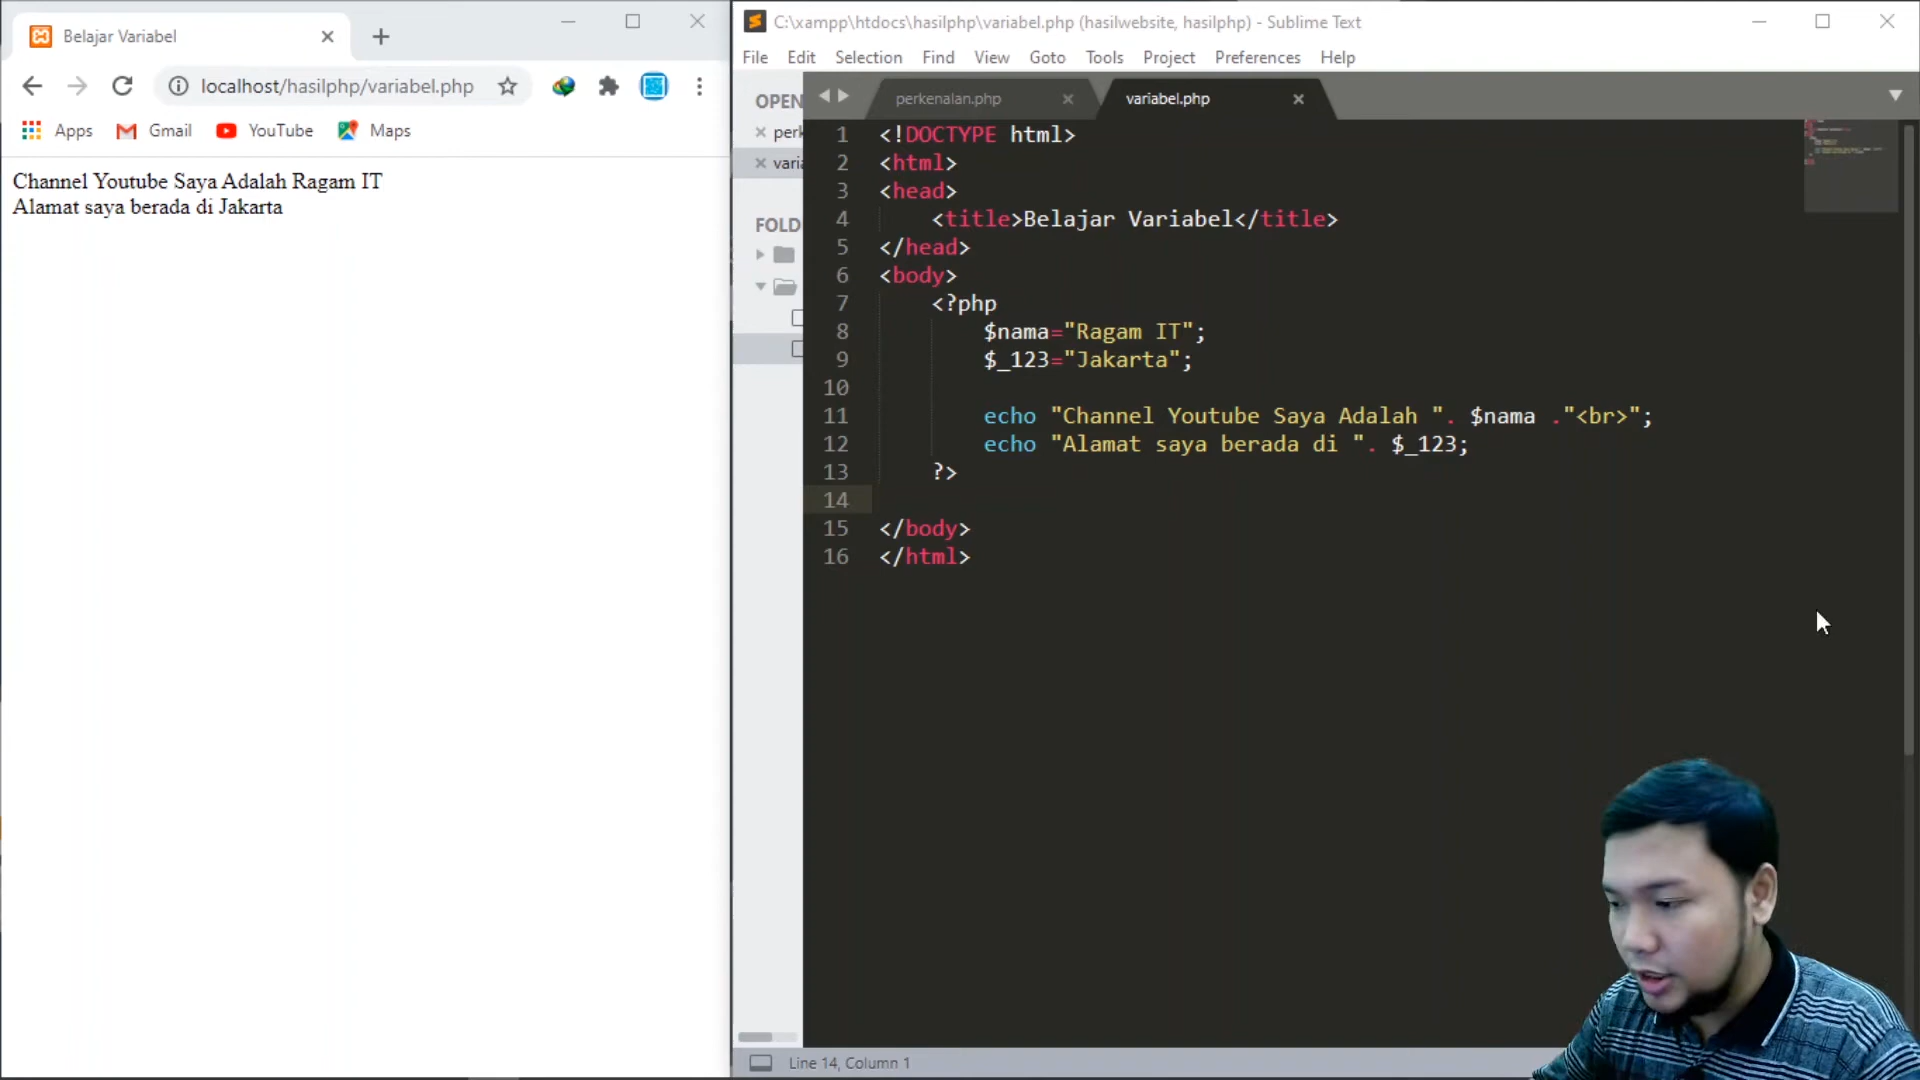 Belajar Variabel
localhost/hasilphp/variabel.php
Apps Gmail YouTube Maps
Channel Youtube Saya Adalah Ragam IT
Alamat saya berada di Jakarta
C:\xampp\htdocs\hasilphp\variabel.php (hasilwebsite, hasilphp) - Sublime Text
File Edit Selection Find View Goto Tools Project Preferences Help
OPEN
perk
varia
FOLD
perkenalan.php variabel.php
1 <!DOCTYPE html>
2 <html>
3 <head>
4 <title>Belajar Variabel</title>
5 </head>
6 <body>
7 <?php
8 $nama="Ragam IT";
9 $_123="Jakarta";
10
11 echo "Channel Youtube Saya Adalah ". $nama ."<br>";
12 echo "Alamat saya berada di ". $_123;
13 ?>
14
15 </body>
16 </html>
Line 14, Column 1